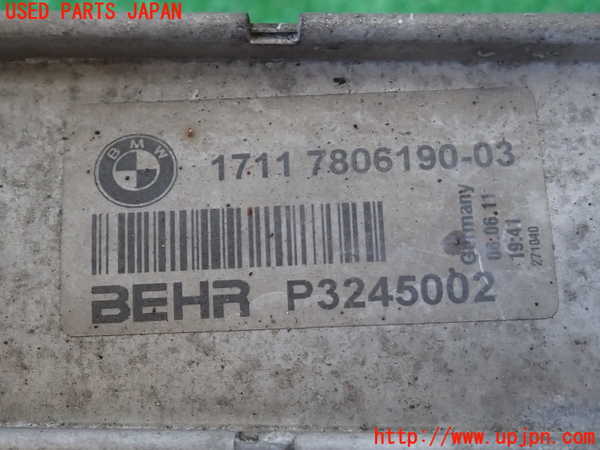 USED PARTS JAPAN
BMW
1711 7806190-03
Germany
08.06.11
19:41
271040
BEHR P3245002
http://www.upjpn.com/